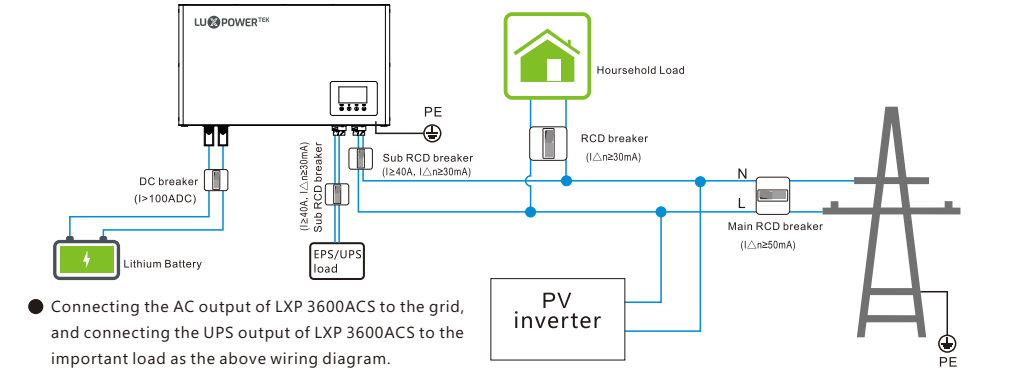 LUXPOWERTEK
Hoursehold Load
PE
RCD breaker
(I△n≥30mA)
Sub RCD breaker
(I≥40A, I△n≥30mA)
(I≥40A, I△n≥30mA)
Sub RCD breaker
DC breaker
(I>100ADC)
N
L
Main RCD breaker
(I△n≥50mA)
EPS/UPS
load
Lithium Battery
PV
inverter
● Connecting the AC output of LXP 3600ACS to the grid,
and connecting the UPS output of LXP 3600ACS to the
important load as the above wiring diagram.
PE